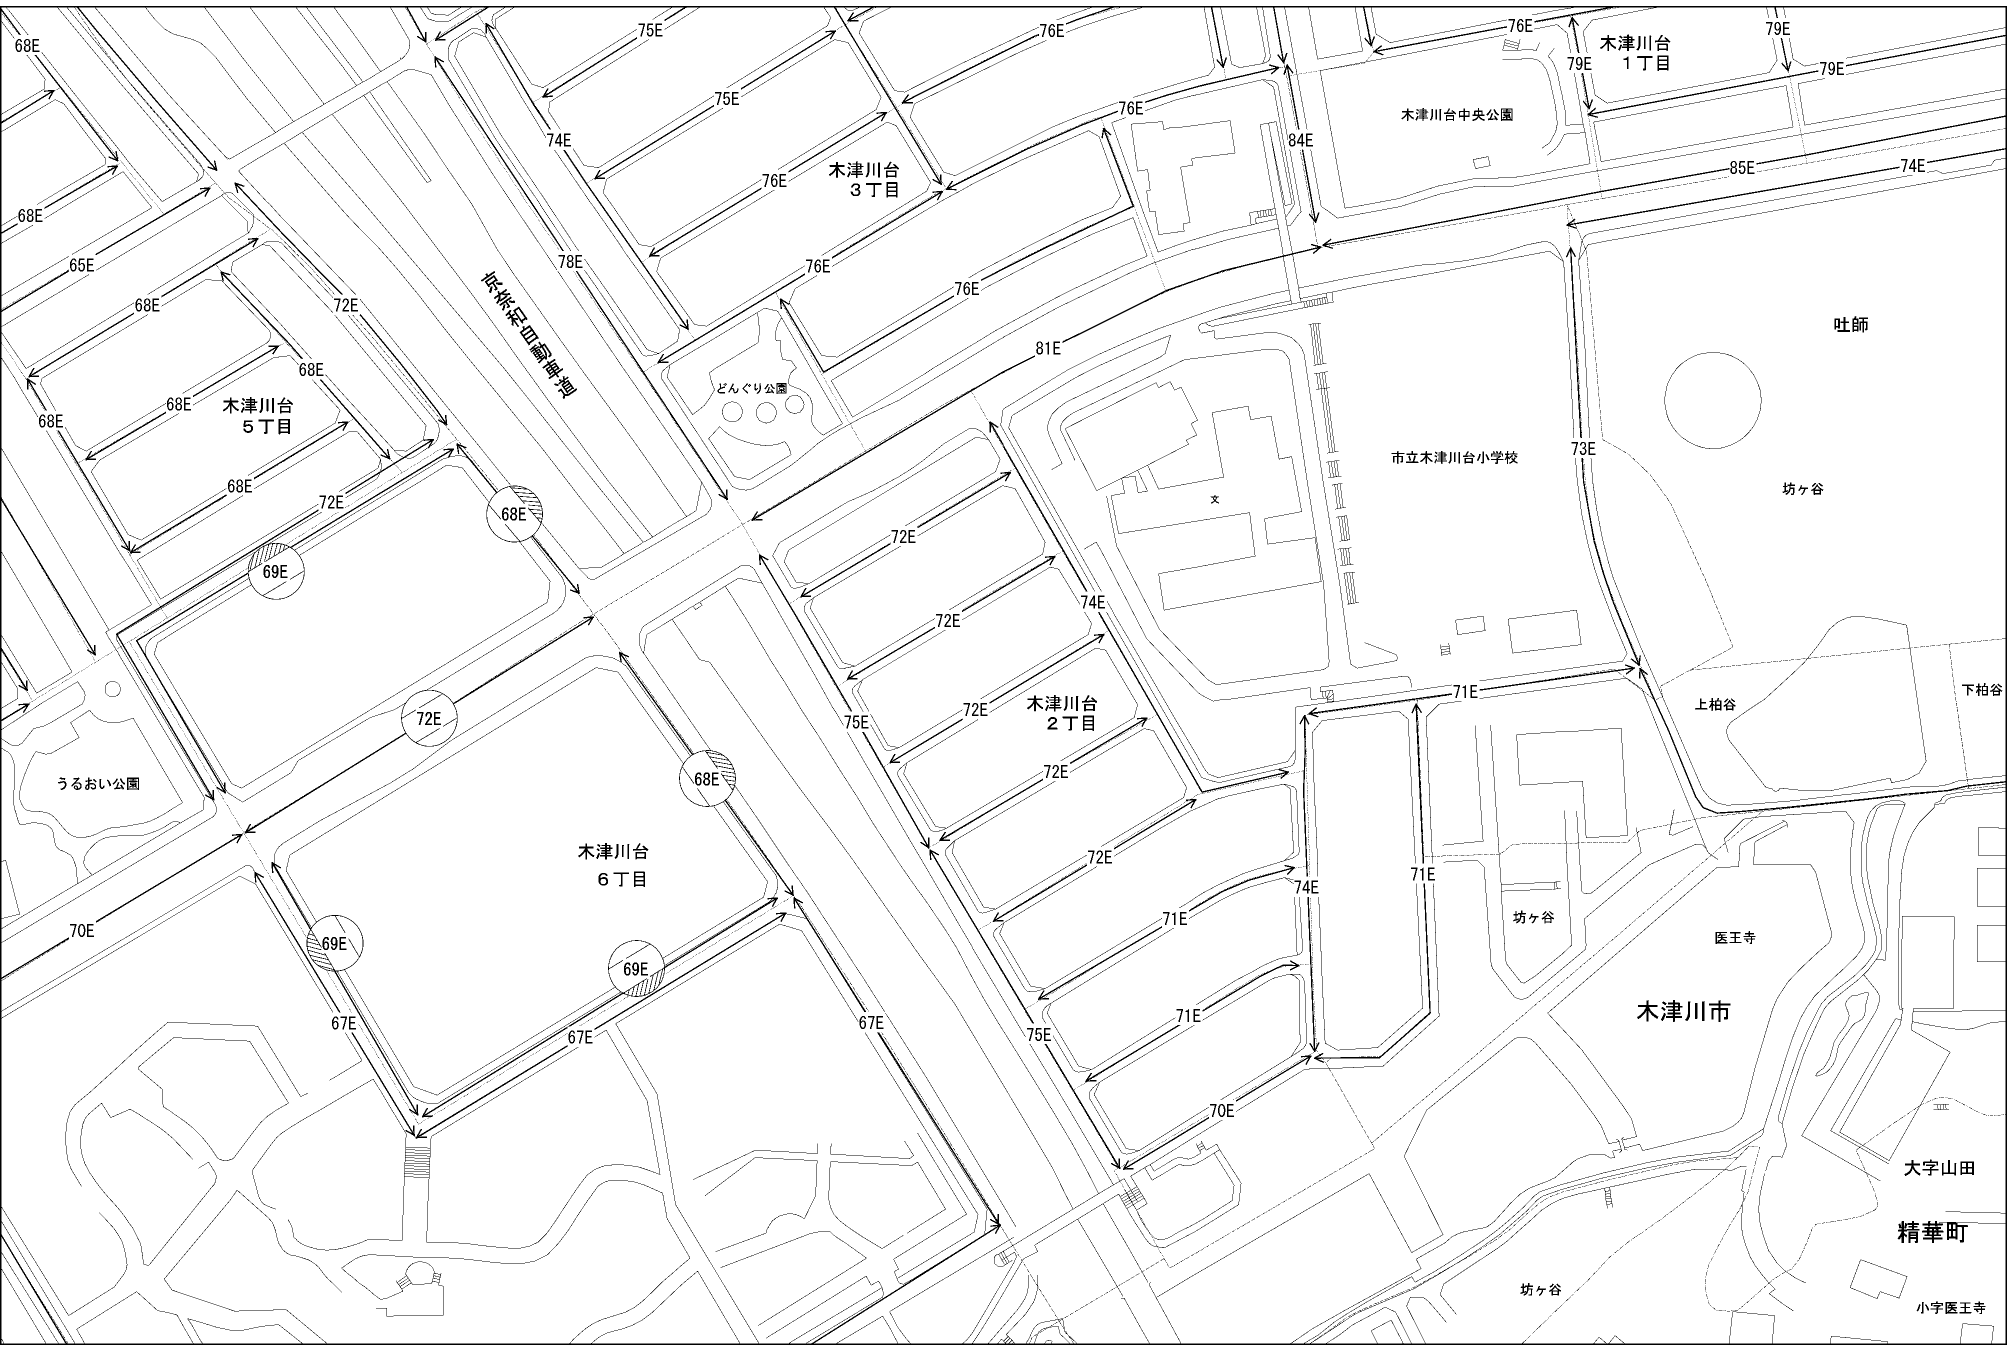 68E
75E
76E
76E
79E
木津川台
1丁目
79E
79E
75E
76E
木津川台中央公園
74E
84E
85E
74E
木津川台
3丁目
76E
68E
65E
78E
76E
76E
72E
68E
京奈和自動車道
吐師
81E
68E
どんぐり公園
68E
木津川台
5丁目
68E
73E
市立木津川台小学校
坊ヶ谷
68E
72E
文
68E
72E
69E
74E
72E
72E
71E
下柏谷
上柏谷
木津川台
2丁目
72E
75E
72E
72E
68E
うるおい公園
木津川台
6丁目
72E
74E
71E
71E
坊ヶ谷
医王寺
70E
69E
69E
67E
67E
67E
71E
75E
木津川市
70E
大字山田
精華町
坊ヶ谷
小字医王寺